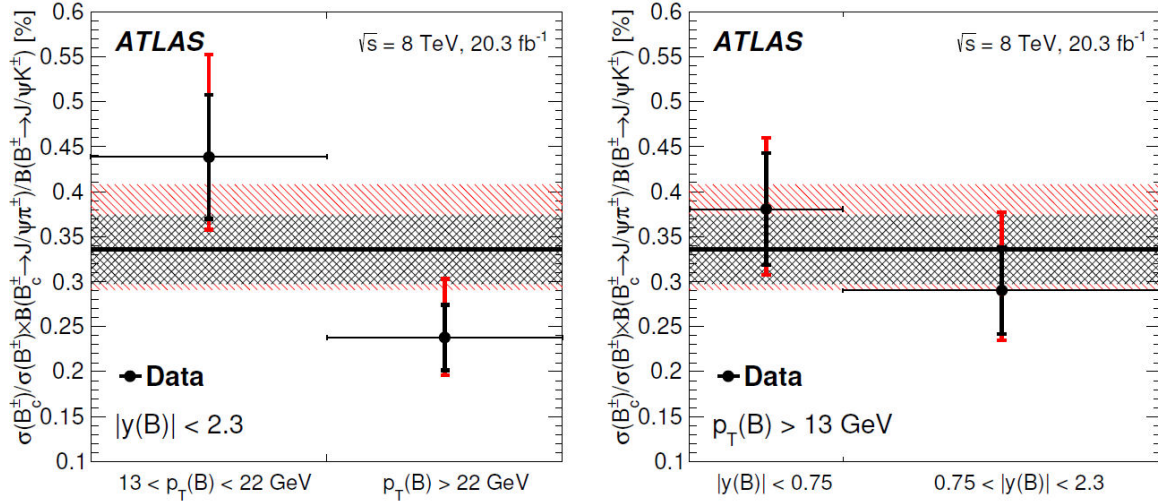 σ(B_c^±)/σ(B^±)×B(B_c^±→J/ψπ^±)/B(B^±→J/ψK^±) [%]
0.6
0.55
0.5
0.45
0.4
0.35
0.3
0.25
0.2
0.15
0.1
ATLAS
√s = 8 TeV, 20.3 fb⁻¹
Data
|y(B)| < 2.3
13 < p_T(B) < 22 GeV
p_T(B) > 22 GeV
σ(B_c^±)/σ(B^±)×B(B_c^±→J/ψπ^±)/B(B^±→J/ψK^±) [%]
0.6
0.55
0.5
0.45
0.4
0.35
0.3
0.25
0.2
0.15
0.1
ATLAS
√s = 8 TeV, 20.3 fb⁻¹
Data
p_T(B) > 13 GeV
|y(B)| < 0.75
0.75 < |y(B)| < 2.3